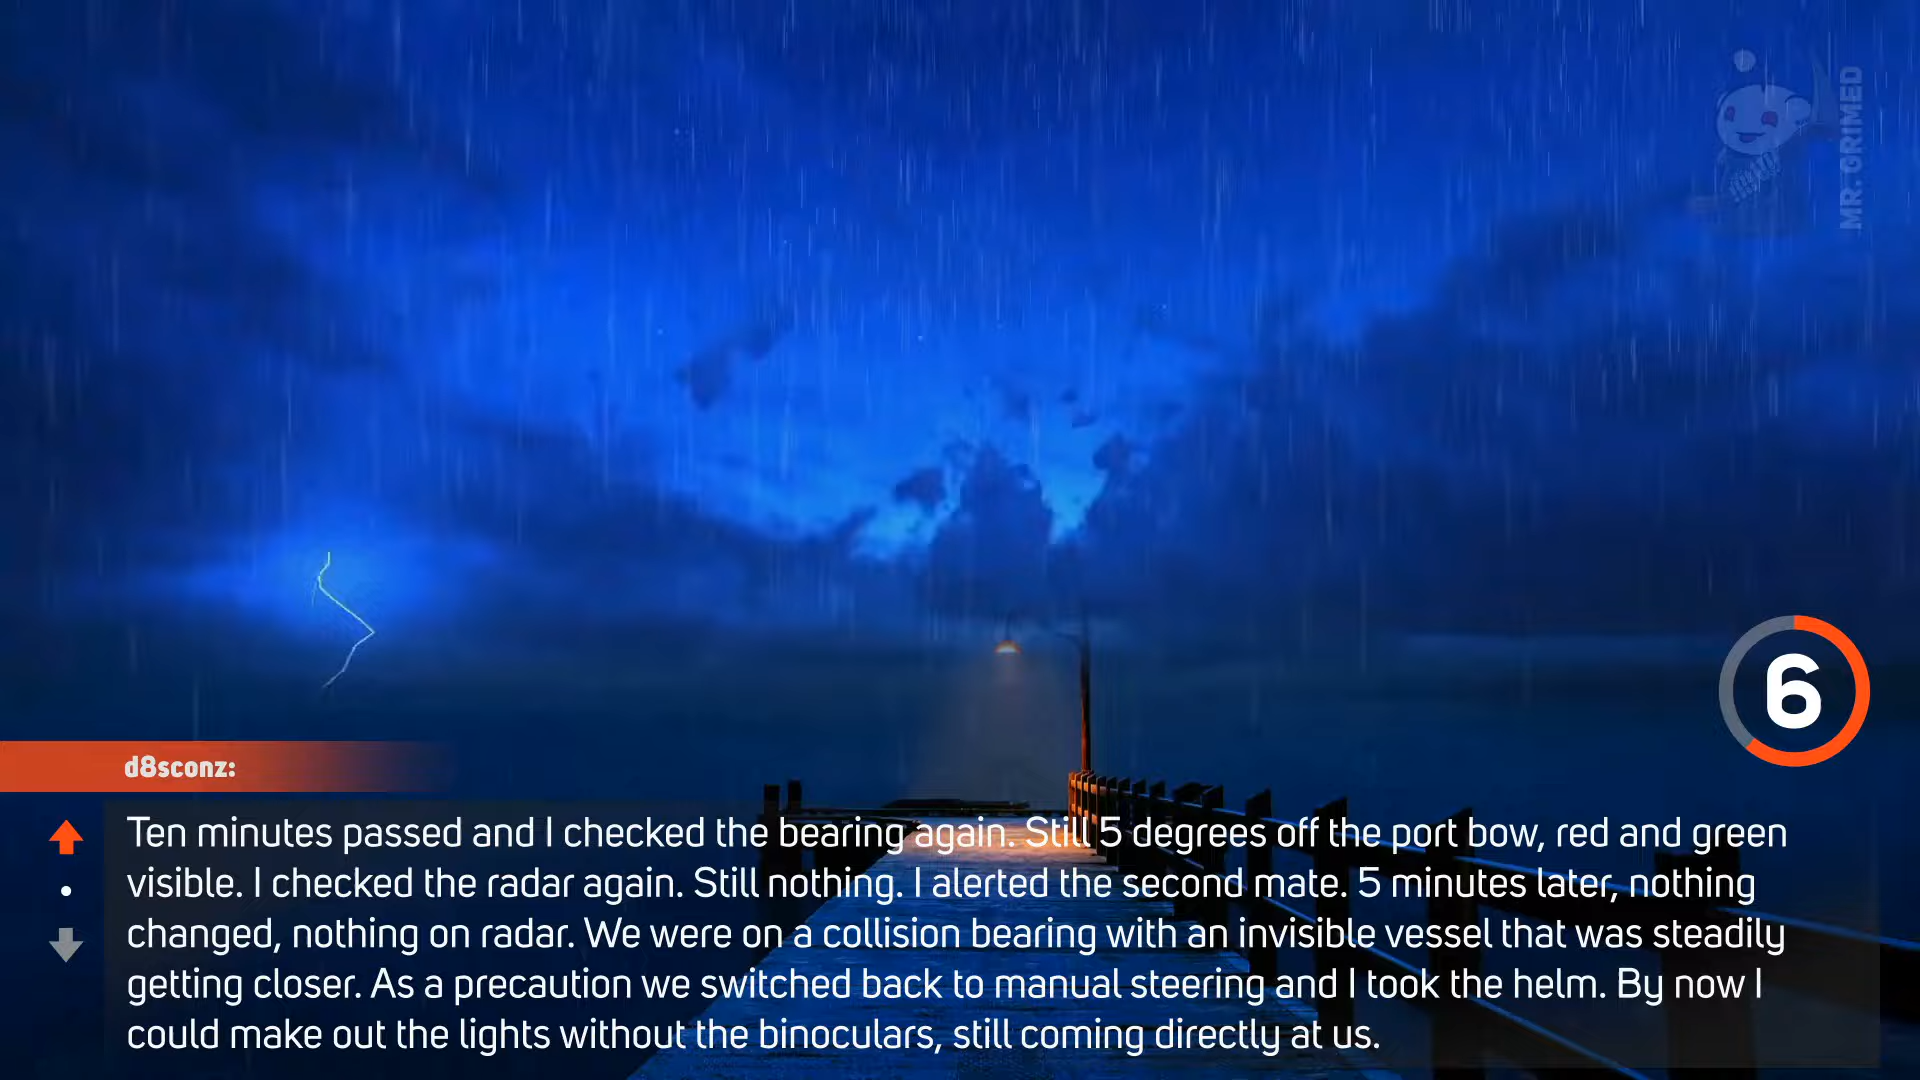 MR. GRIMED
6
d8sconz:
Ten minutes passed and I checked the bearing again. Still 5 degrees off the port bow, red and green
visible. I checked the radar again. Still nothing. I alerted the second mate. 5 minutes later, nothing
changed, nothing on radar. We were on a collision bearing with an invisible vessel that was steadily
getting closer. As a precaution we switched back to manual steering and I took the helm. By now I
could make out the lights without the binoculars, still coming directly at us.